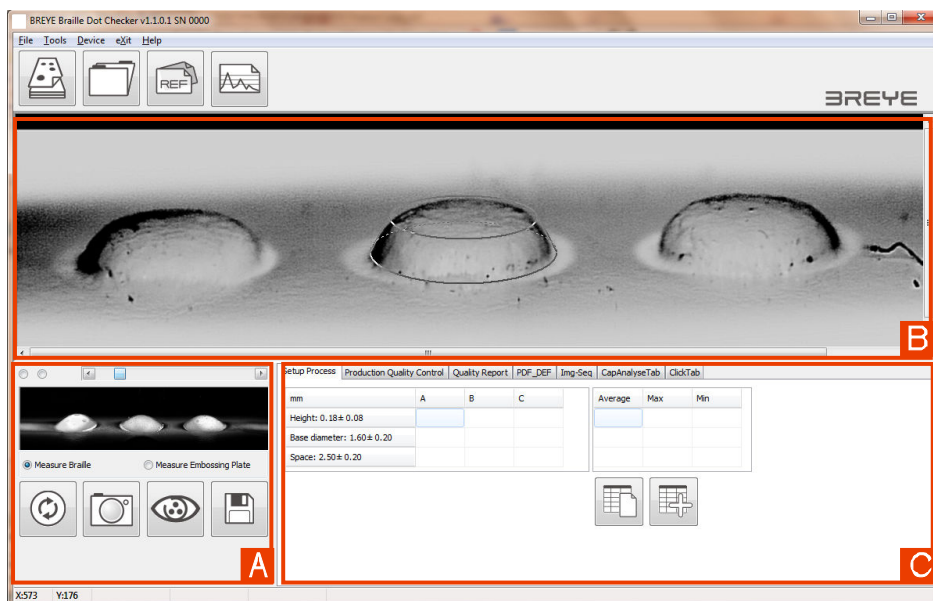 BREYE Braille Dot Checker v1.1.0.1 SN 0000
File Tools Device eXit Help
REF
BREYE
B
Setup Process Production Quality Control Quality Report PDF_DEF Img-Seq CapAnalyseTab ClickTab
mm A B C Average Max Min
Height: 0.18± 0.08
Base diameter: 1.60± 0.20
Space: 2.50± 0.20
Measure Braille Measure Embossing Plate
A
C
X:573 Y:176